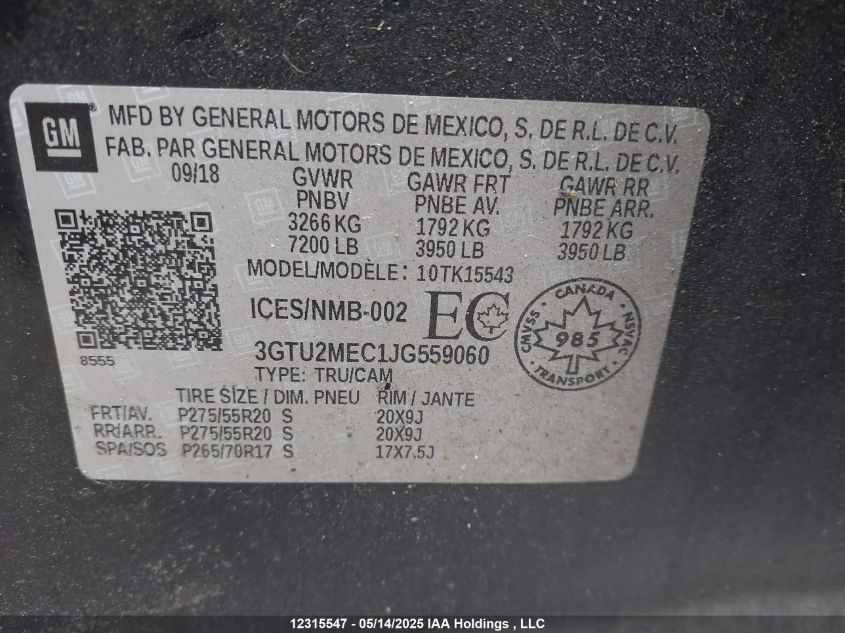 GM
MFD BY GENERAL MOTORS DE MEXICO, S. DE R.L. DE C.V.
FAB. PAR GENERAL MOTORS DE MEXICO, S. DE R.L. DE C.V.
09/18 GVWR GAWR FRT GAWR RR
PNBV PNBE AV. PNBE ARR.
3266 KG 1792 KG 1792 KG
7200 LB 3950 LB 3950 LB
MODEL/MODÈLE: 10TK15543
ICES/NMB-002 EC
3GTU2MEC1JG559060
CANADA
CMVSS 985 NSVAC
TRANSPORT
8555
TYPE: TRU/CAM
TIRE SIZE / DIM. PNEU RIM / JANTE
FRT/AV. P275/55R20 S 20X9J
RR/ARR. P275/55R20 S 20X9J
SPA/SOS P265/70R17 S 17X7.5J
12315547 - 05/14/2025 IAA Holdings , LLC